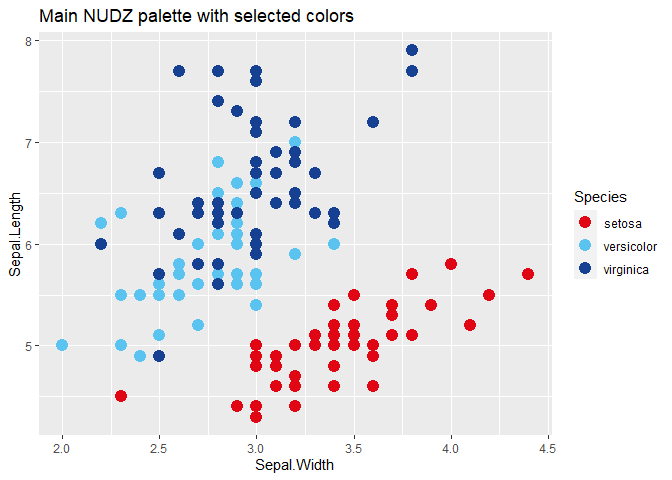 Main NUDZ palette with selected colors
8
7
6
5
Sepal.Length
2.0 2.5 3.0 3.5 4.0 4.5
Sepal.Width
Species
setosa
versicolor
virginica